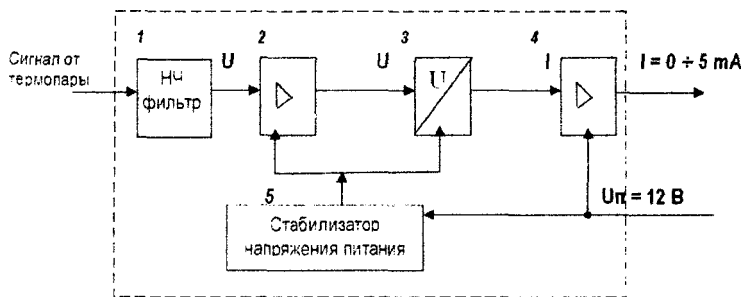 1
2
3
4
Сигнал от
термопары
НЧ
фильтр
U
U
U
I
I = 0 ÷ 5 mA
5
Стабилизатор
напряжения питания
Uп = 12 В